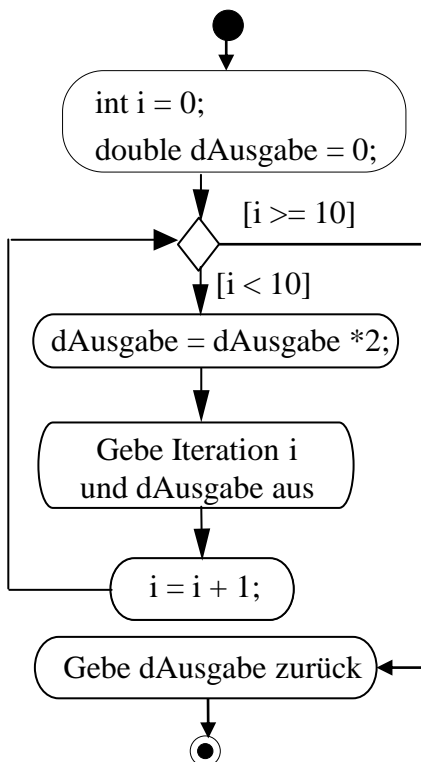 int i = 0;
double dAusgabe = 0;
[i >= 10]
[i < 10]
dAusgabe = dAusgabe *2;
Gebe Iteration i
und dAusgabe aus
i = i + 1;
Gebe dAusgabe zurück